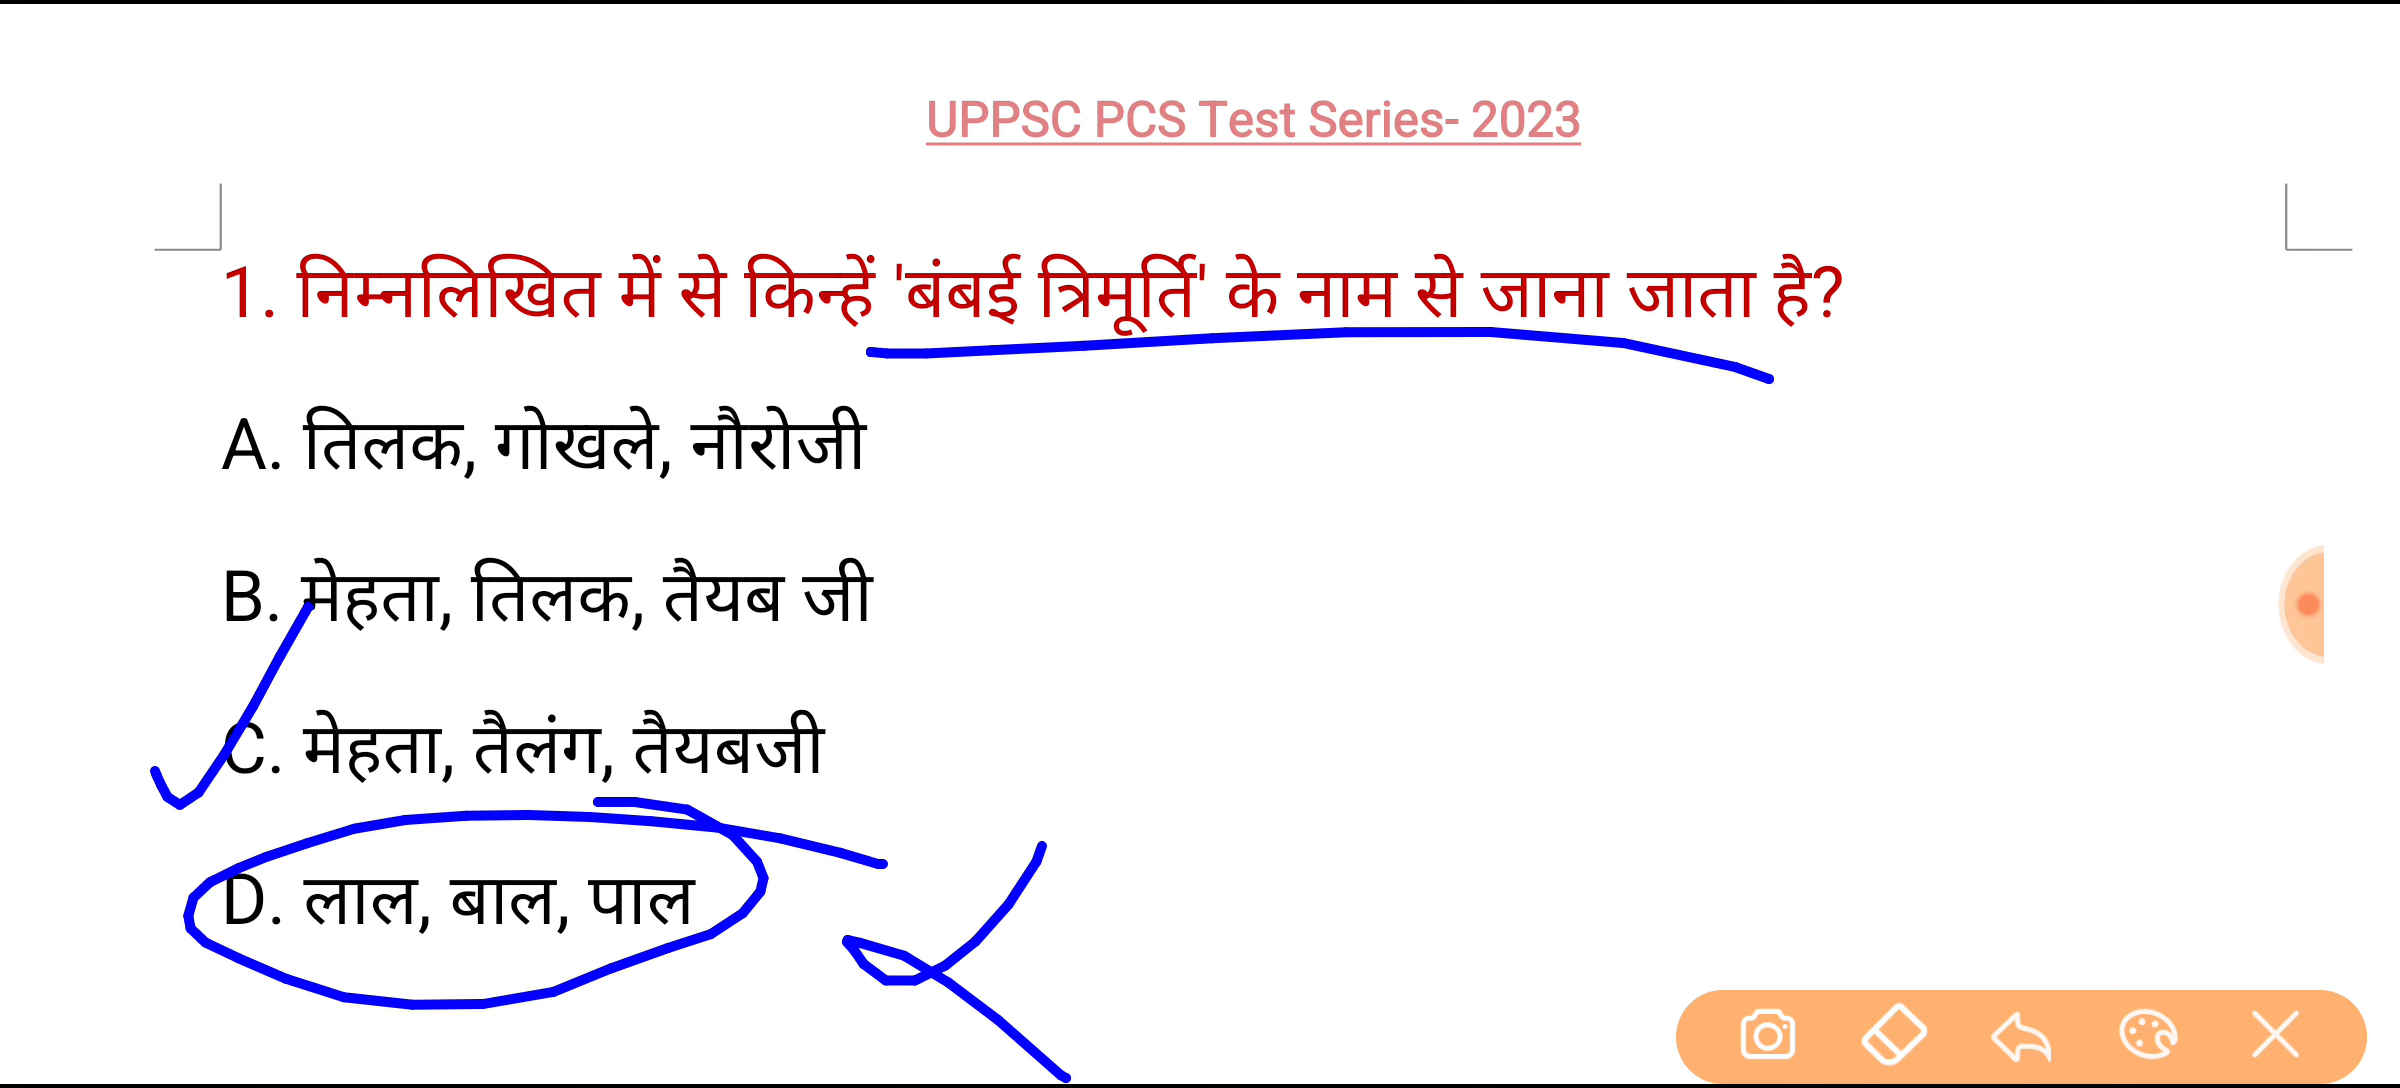 UPPSC PCS Test Series- 2023
1. निम्नलिखित में से किन्हें 'बंबई त्रिमूर्ति' के नाम से जाना जाता है?
A. तिलक, गोखले, नौरोजी
B. मेहता, तिलक, तैयब जी
C. मेहता, तैलंग, तैयबजी
D. लाल, बाल, पाल